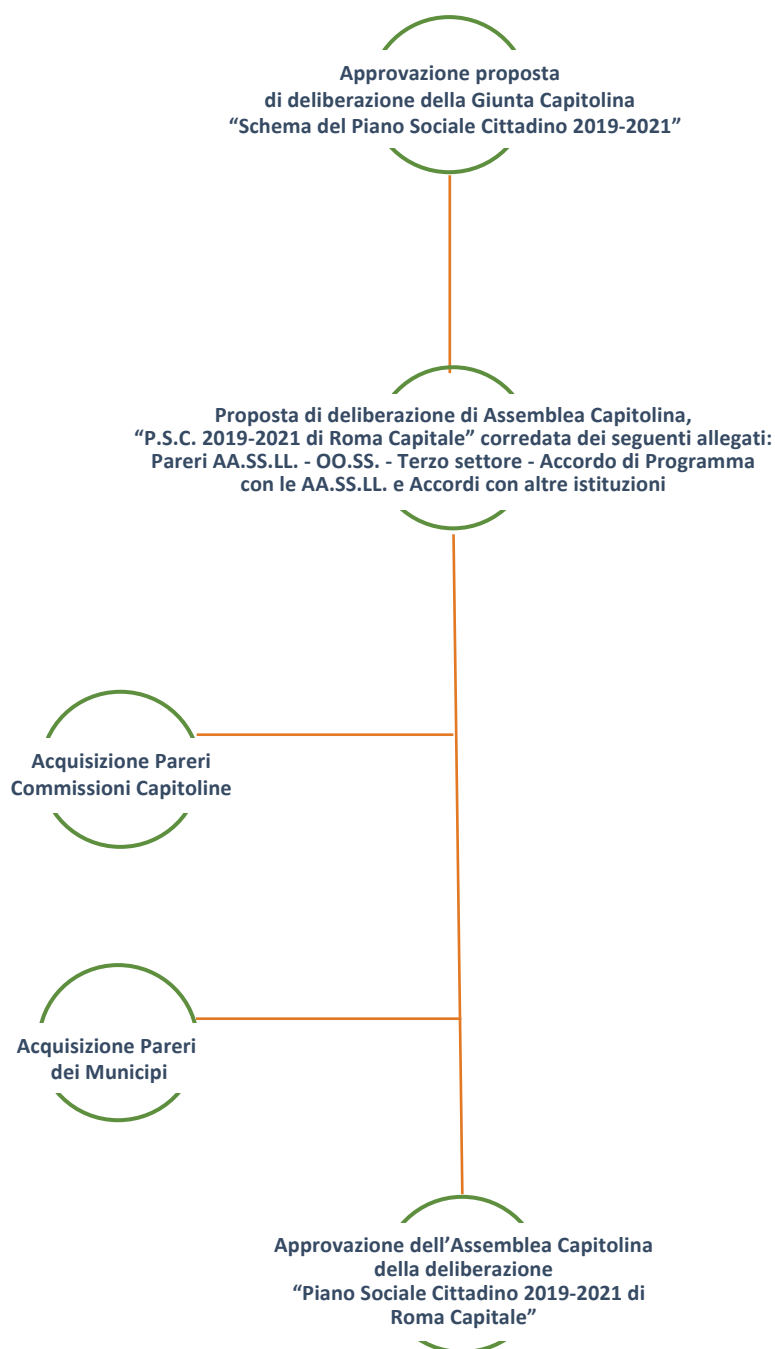 Approvazione proposta
di deliberazione della Giunta Capitolina
“Schema del Piano Sociale Cittadino 2019-2021”
Proposta di deliberazione di Assemblea Capitolina,
“P.S.C. 2019-2021 di Roma Capitale” corredata dei seguenti allegati:
Pareri AA.SS.LL. - OO.SS. - Terzo settore - Accordo di Programma
con le AA.SS.LL. e Accordi con altre istituzioni
Acquisizione Pareri
Commissioni Capitoline
Acquisizione Pareri
dei Municipi
Approvazione dell’Assemblea Capitolina
della deliberazione
“Piano Sociale Cittadino 2019-2021 di
Roma Capitale”